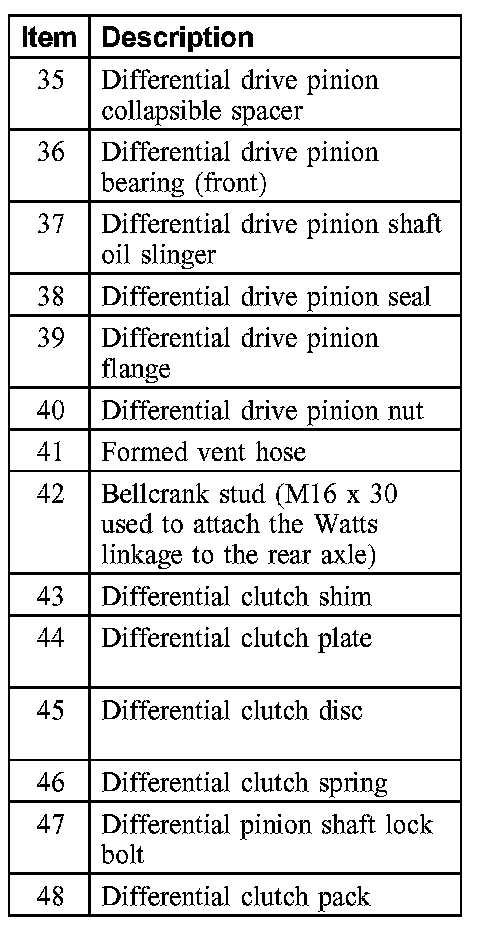 Item Description
35 Differential drive pinion
collapsible spacer
36 Differential drive pinion
bearing (front)
37 Differential drive pinion shaft
oil slinger
38 Differential drive pinion seal
39 Differential drive pinion
flange
40 Differential drive pinion nut
41 Formed vent hose
42 Bellcrank stud (M16 x 30
used to attach the Watts
linkage to the rear axle)
43 Differential clutch shim
44 Differential clutch plate
45 Differential clutch disc
46 Differential clutch spring
47 Differential pinion shaft lock
bolt
48 Differential clutch pack